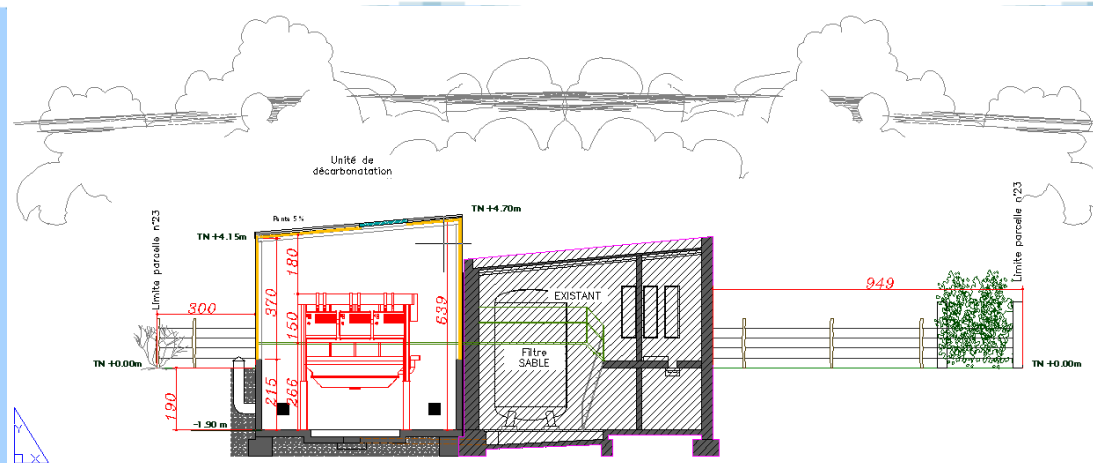 Unité de
décarbonatation
Limite parcelle n°23
Limite parcelle n°23
Pente 5 %
TN +4.70m
TN +4.15m
180
370
639
EXISTANT
949
300
150
Filtre
SABLE
TN +0.00m
TN +0.00m
215
266
190
-1.90 m
Y
X